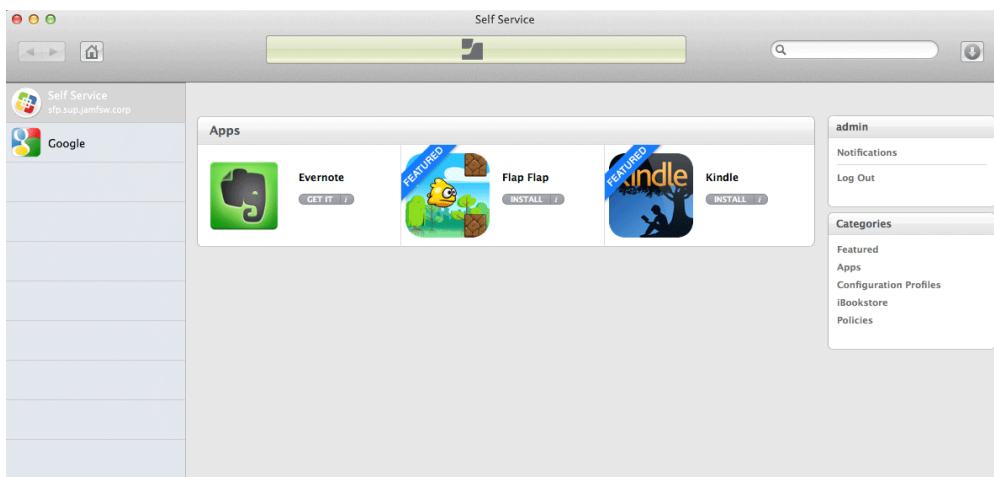 Self Service
Self Service
sfp.sup.jamfsw.corp
Google
Apps
Evernote
GET IT i
FEATURED
Flap Flap
INSTALL i
FEATURED
kindle
Kindle
INSTALL i
admin
Notifications
Log Out
Categories
Featured
Apps
Configuration Profiles
iBookstore
Policies